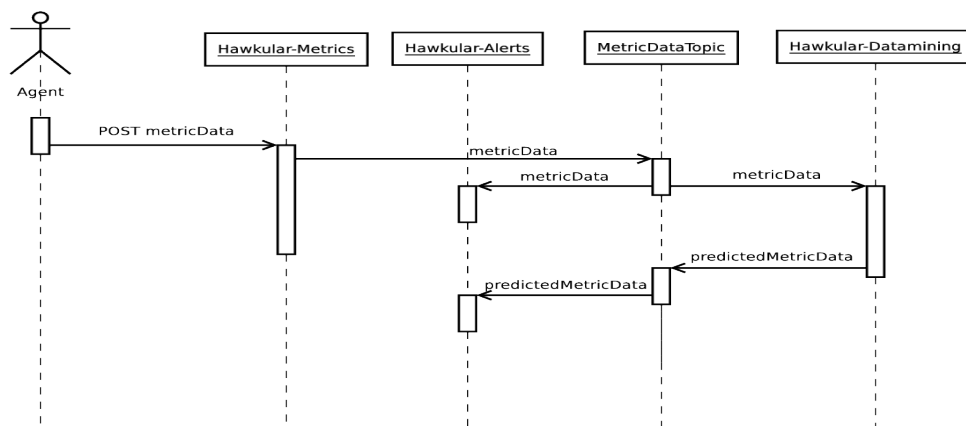 Hawkular-Metrics
Hawkular-Alerts
MetricDataTopic
Hawkular-Datamining
Agent
POST metricData
metricData
metricData
metricData
predictedMetricData
predictedMetricData